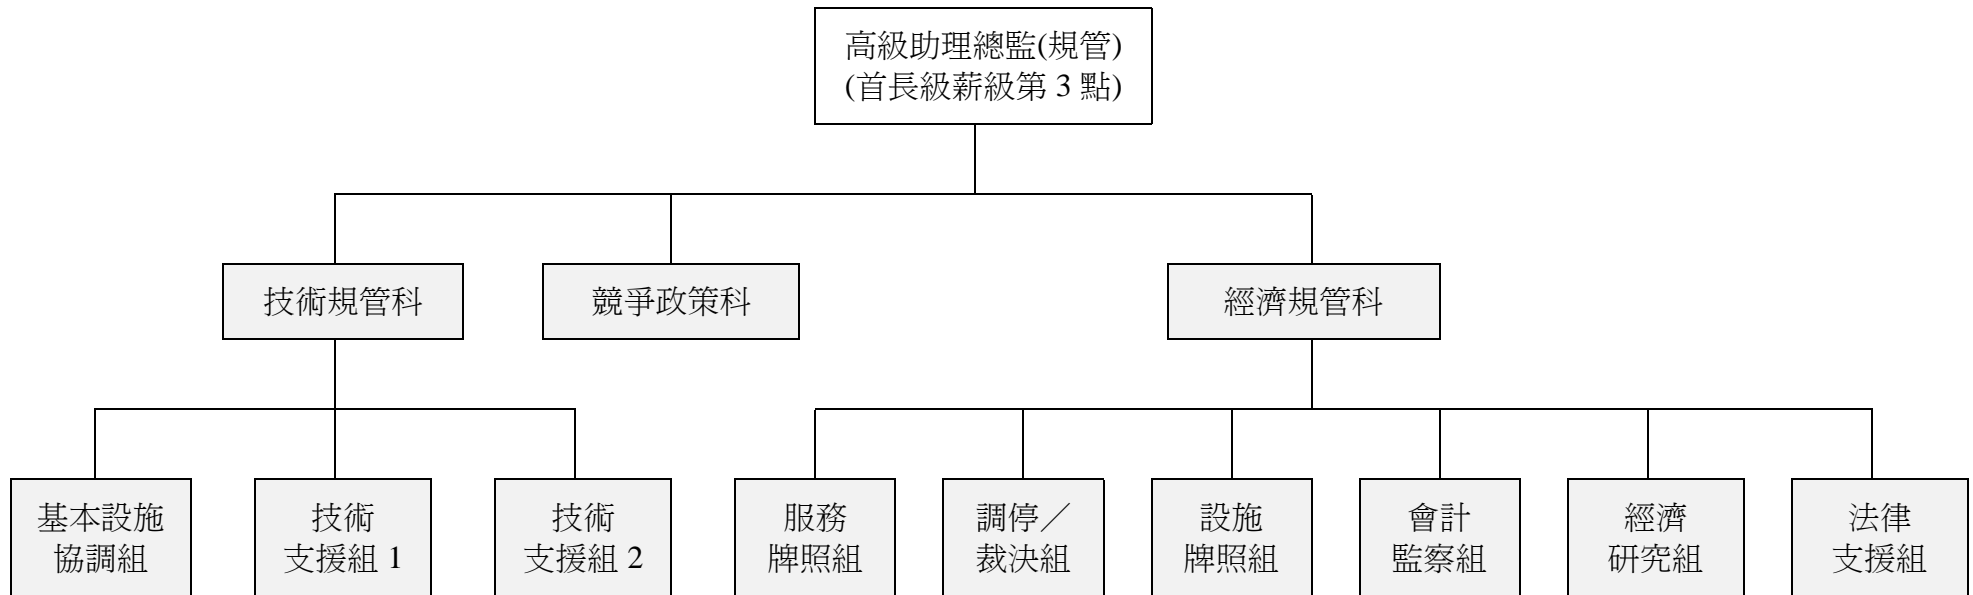 高級助理總監(規管)
(首長級薪級第 3 點)
技術規管科
競爭政策科
經濟規管科
基本設施
協調組
技術
支援組 1
技術
支援組 2
服務
牌照組
調停／
裁決組
設施
牌照組
會計
監察組
經濟
研究組
法律
支援組